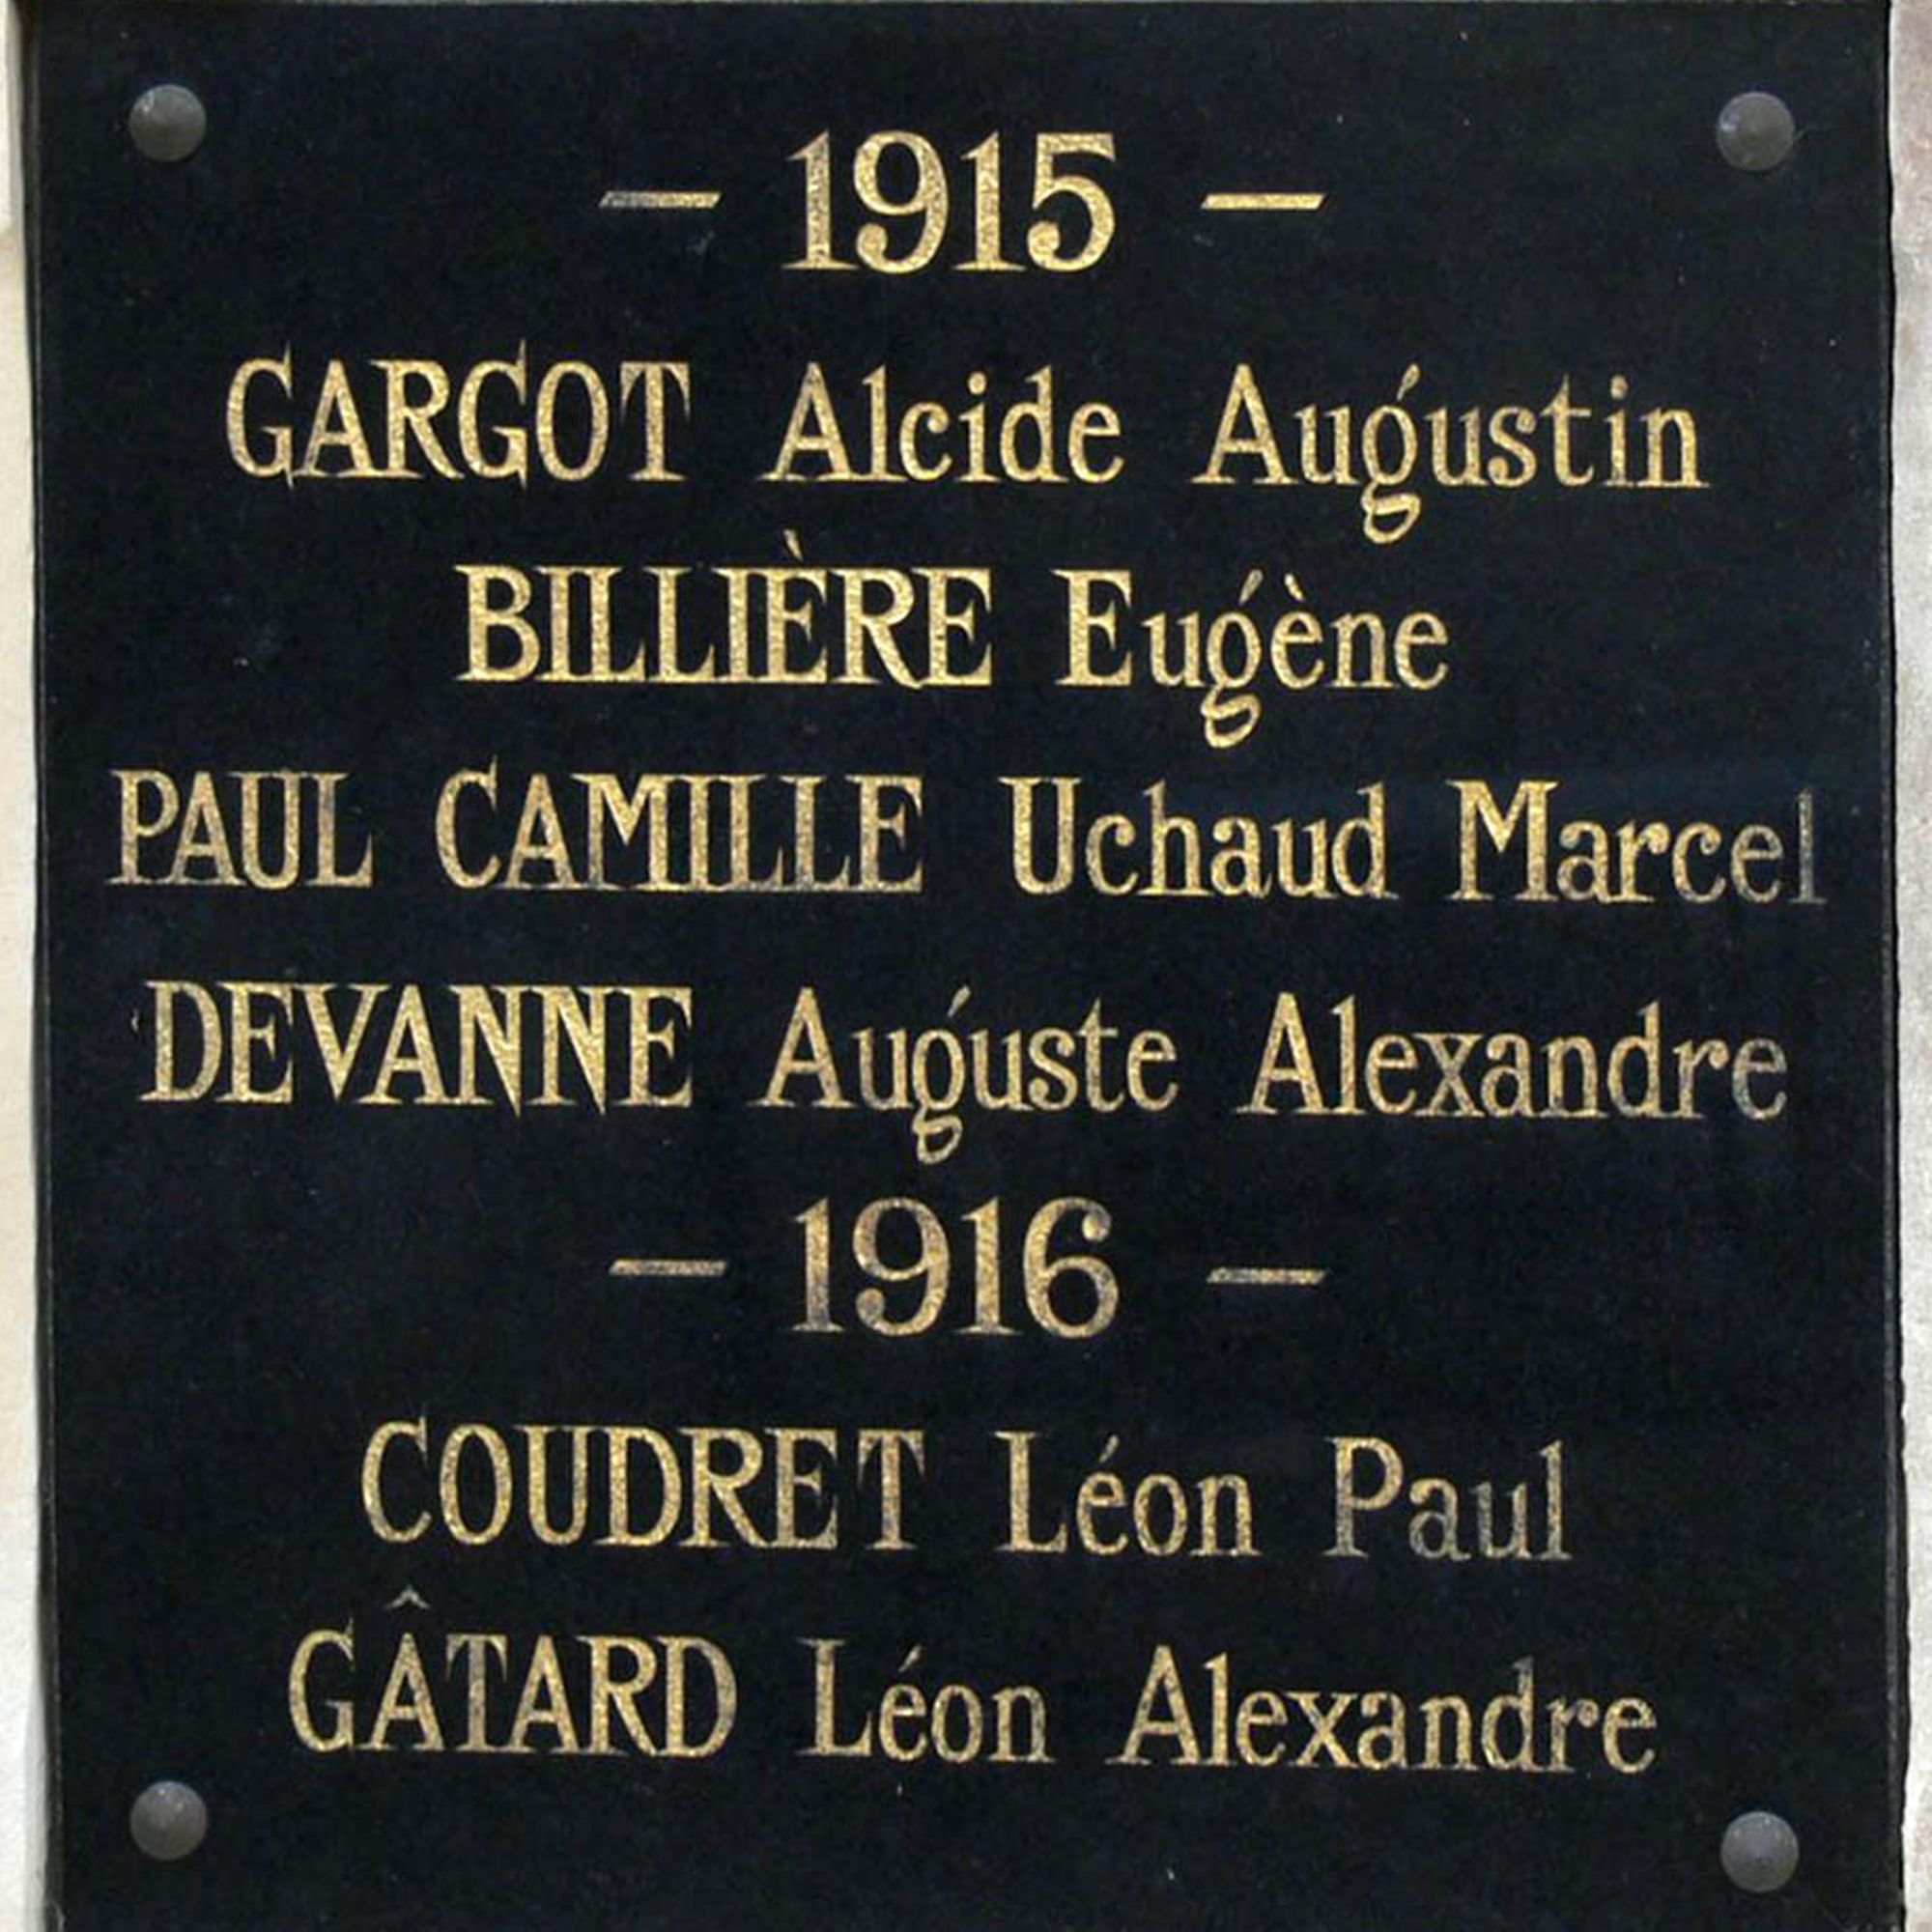 – 1915 –
GARGOT Alcide Augustin
BILLIÈRE Eugène
PAUL CAMILLE Uchaud Marcel
DEVANNE Auguste Alexandre
– 1916 –
COUDRET Léon Paul
GÂTARD Léon Alexandre